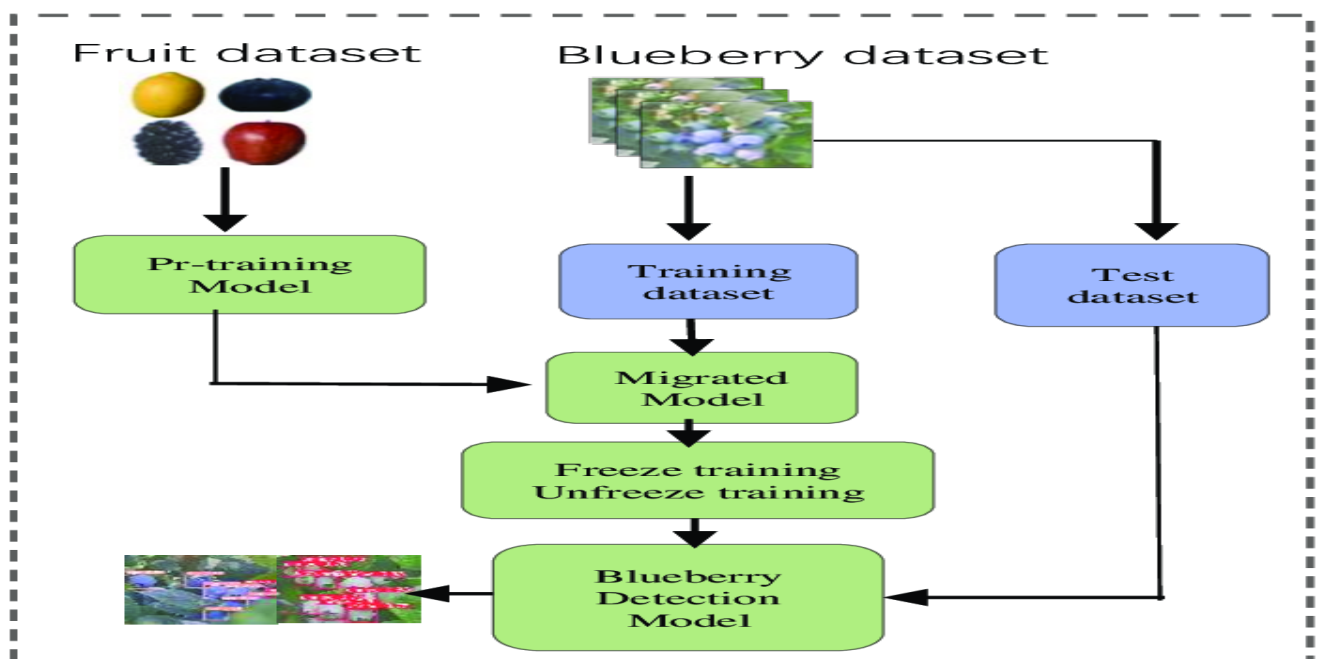 Fruit dataset
Blueberry dataset
Pr-training
Model
Training
dataset
Test
dataset
Migrated
Model
Freeze training
Unfreeze training
Blueberry
Detection
Model